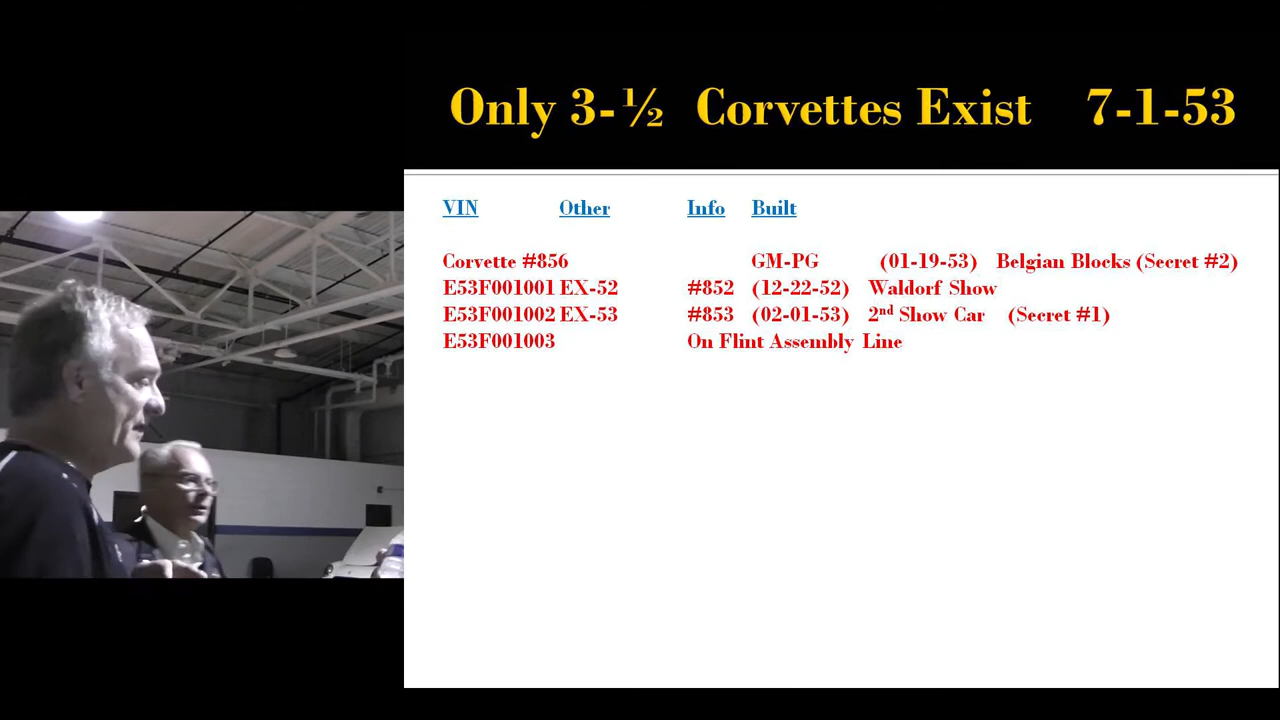 Only 3-½ Corvettes Exist 7-1-53
VIN Other Info Built
Corvette #856 GM-PG (01-19-53) Belgian Blocks (Secret #2)
E53F001001 EX-52 #852 (12-22-52) Waldorf Show
E53F001002 EX-53 #853 (02-01-53) 2nd Show Car (Secret #1)
E53F001003 On Flint Assembly Line